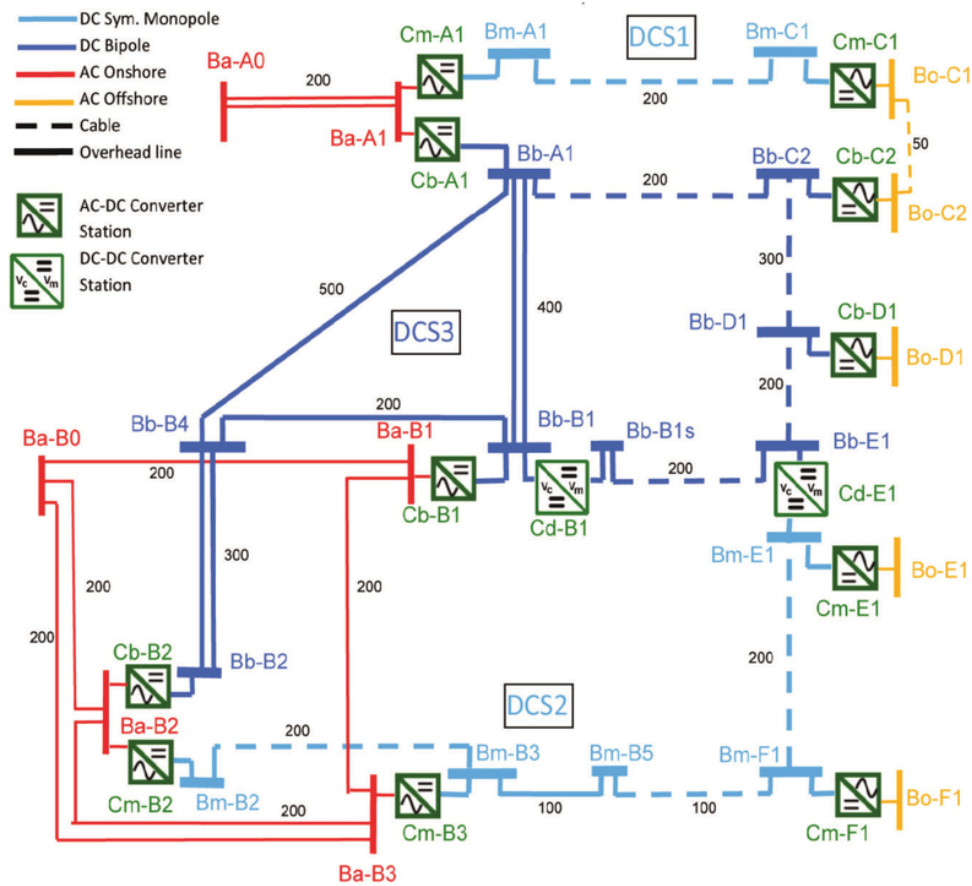 DC Sym. Monopole
DC Bipole
AC Onshore
AC Offshore
Cable
Overhead line
AC-DC Converter
Station
DC-DC Converter
Station
Vc
Vm
Ba-A0
200
Ba-A1
Cm-A1
Bm-A1
DCS1
200
Bm-C1
Cm-C1
Bo-C1
50
Cb-A1
Bb-A1
200
Bb-C2
Cb-C2
Bo-C2
500
400
300
DCS3
Bb-D1
Cb-D1
Bo-D1
200
Bb-B4
200
Ba-B0
200
Ba-B1
Cb-B1
Bb-B1
Vc
Vm
Cd-B1
Bb-B1s
200
Bb-E1
Vc
Vm
Cd-E1
Bm-E1
Cm-E1
Bo-E1
300
200
200
200
200
Cb-B2
Bb-B2
Ba-B2
Cm-B2
Bm-B2
200
DCS2
Bm-B3
Bm-B5
Bm-F1
200
100
100
Cm-B3
Ba-B3
Cm-F1
Bo-F1